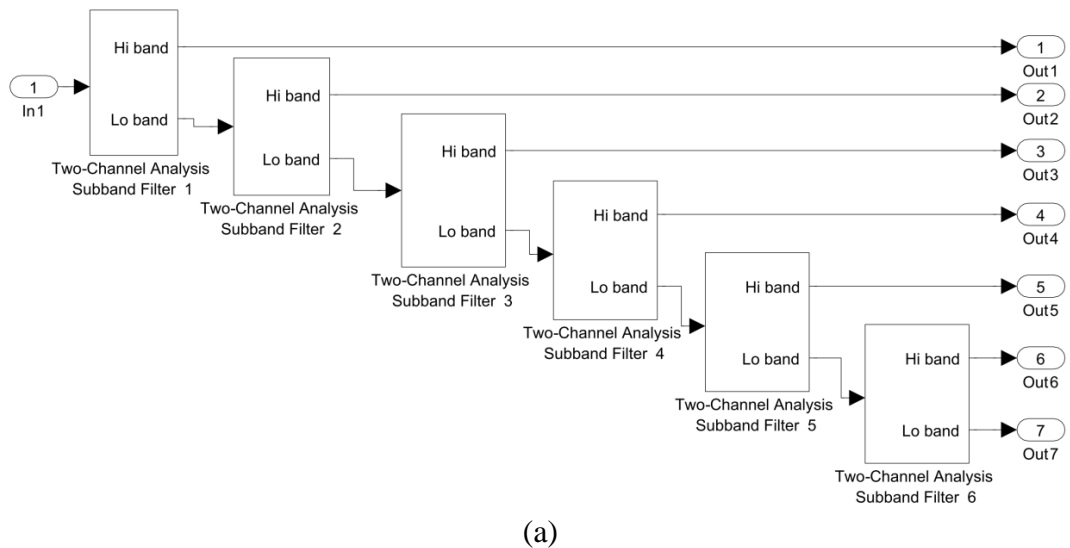 Hi band
1
Out1
1
In1
Lo band
Two-Channel Analysis
Subband Filter 1
Hi band
2
Out2
Lo band
Two-Channel Analysis
Subband Filter 2
Hi band
3
Out3
Lo band
Two-Channel Analysis
Subband Filter 3
Hi band
4
Out4
Lo band
Two-Channel Analysis
Subband Filter 4
Hi band
5
Out5
Lo band
Two-Channel Analysis
Subband Filter 5
Hi band
6
Out6
Lo band
7
Out7
Two-Channel Analysis
Subband Filter 6
(a)